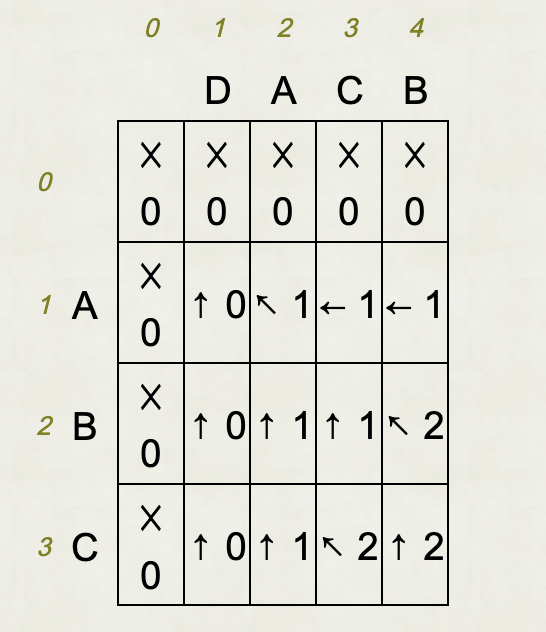 0 1 2 3 4
D A C B
0 X X X X X
0 0 0 0 0
1 A X 0 ↑ 0 ↖ 1 ← 1 ← 1
2 B X 0 ↑ 0 ↑ 1 ↑ 1 ↖ 2
3 C X 0 ↑ 0 ↑ 1 ↖ 2 ↑ 2